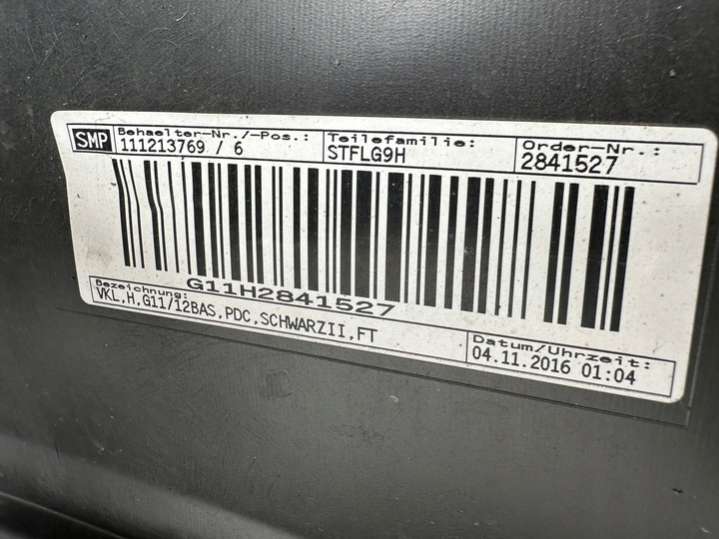 SMP
Behaelter-Nr./-Pos.:
111213769 / 6
Teilefamilie:
STFLG9H
Order-Nr.:
2841527
G11H2841527
Bezeichnung:
VKL,H,G11/12BAS,PDC,SCHWARZII,FT
Datum/Uhrzeit:
04.11.2016 01:04